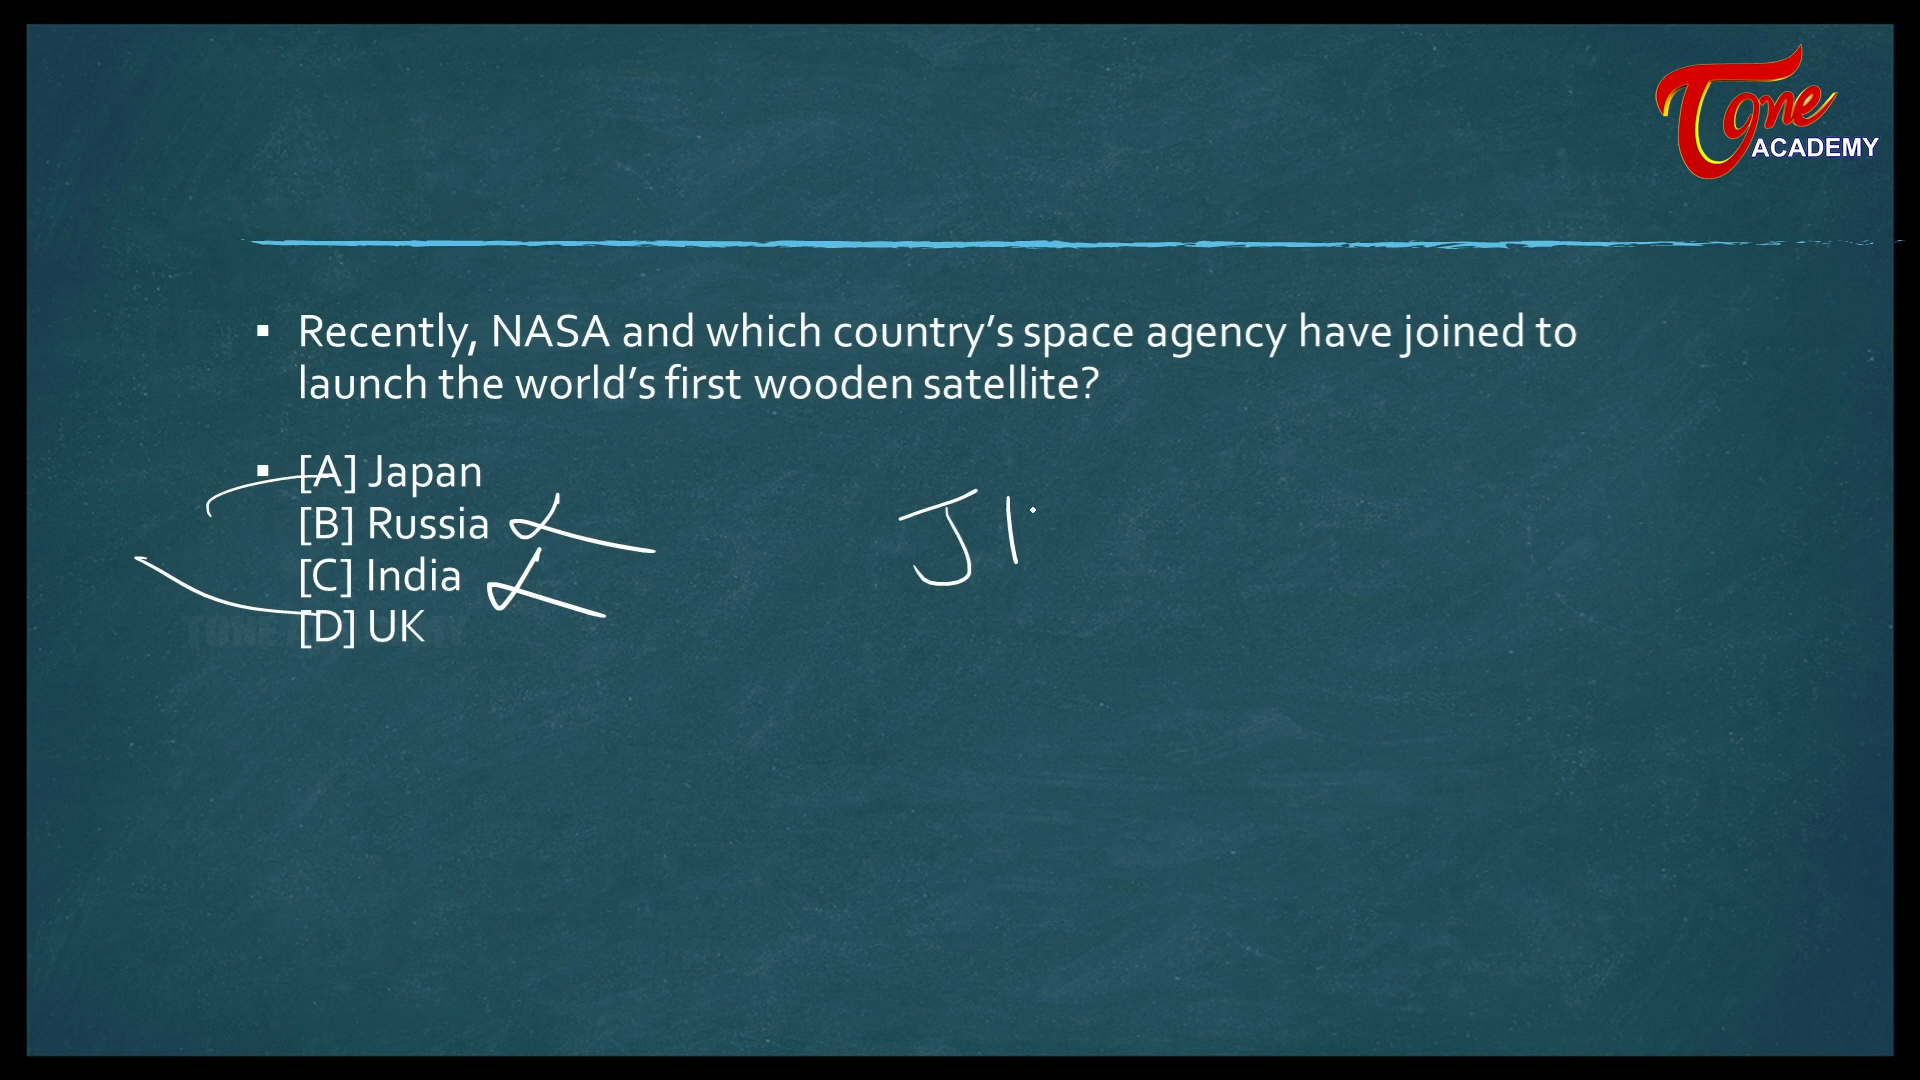 Tone
ACADEMY
▪ Recently, NASA and which country’s space agency have joined to
launch the world’s first wooden satellite?
▪ [A] Japan
[B] Russia
[C] India
[D] UK